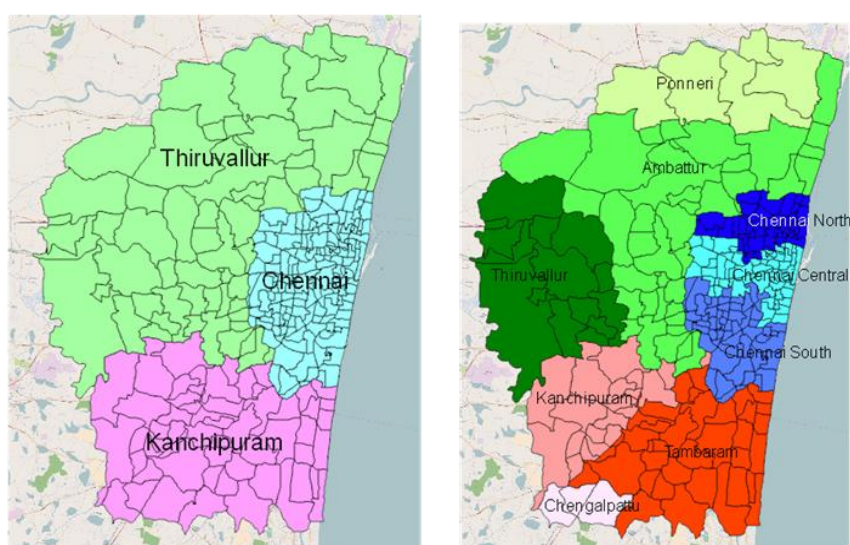 Thiruvallur
Chennai
Kanchipuram
Ponneri
Ambattur
Chennai North
Thiruvallur
Chennai Central
Chennai South
Kanchipuram
Tambaram
Chengalpattu